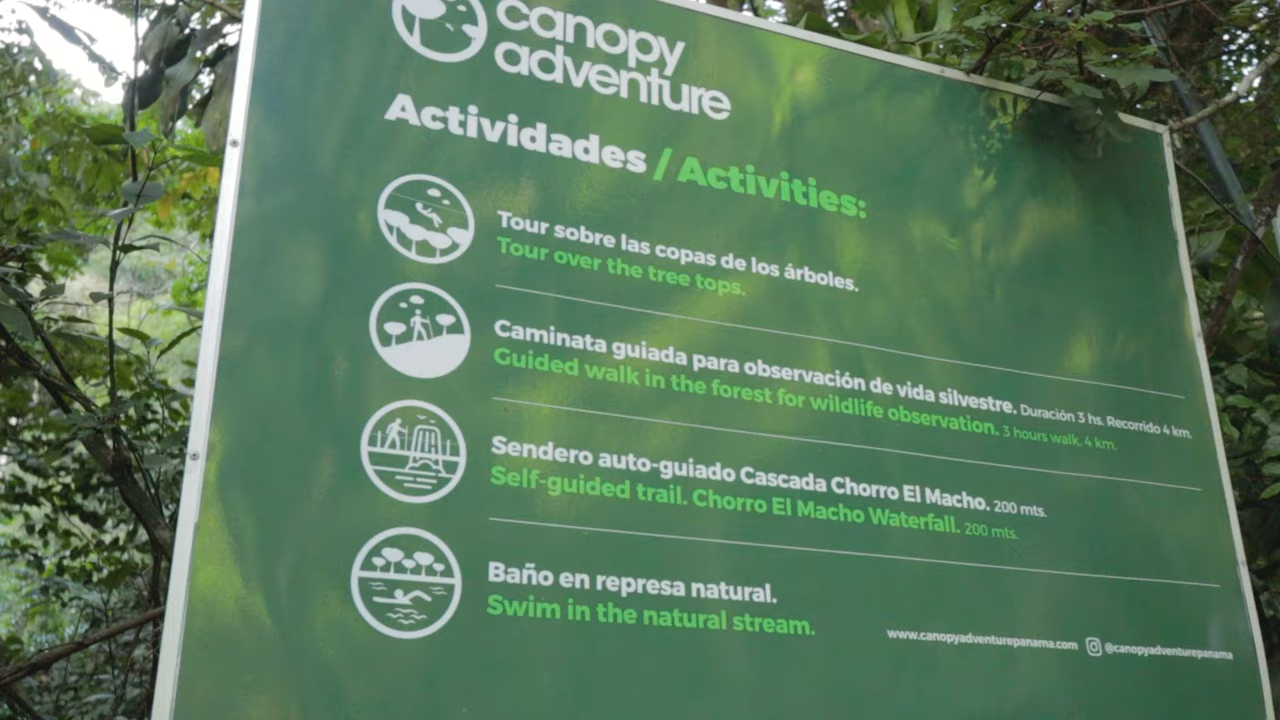 canopy
adventure
Actividades / Activities:
Tour sobre las copas de los árboles.
Tour over the tree tops.
Caminata guiada para observación de vida silvestre. Duración 3 hs. Recorrido 4 km.
Guided walk in the forest for wildlife observation. 3 hours walk. 4 km.
Sendero auto-guiado Cascada Chorro El Macho. 200 mts.
Self-guided trail. Chorro El Macho Waterfall. 200 mts.
Baño en represa natural.
Swim in the natural stream.
www.canopyadventurepanama.com @canopyadventurepanama